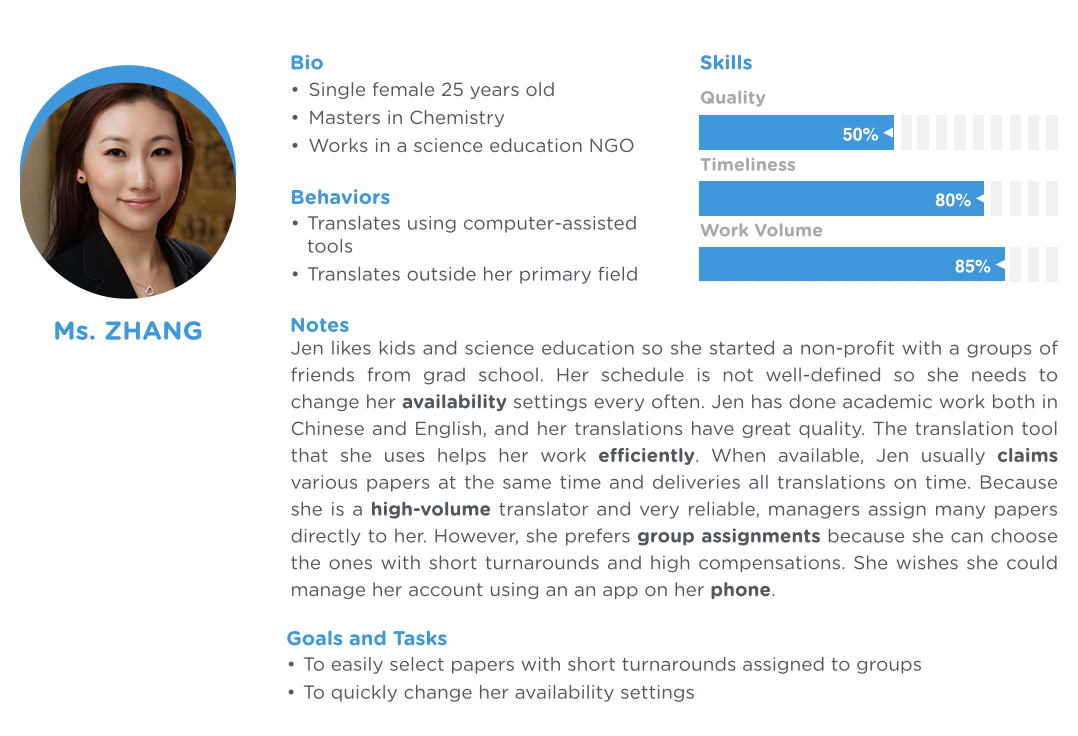 Ms. ZHANG
Bio
• Single female 25 years old
• Masters in Chemistry
• Works in a science education NGO
Behaviors
• Translates using computer-assisted
tools
• Translates outside her primary field
Skills
Quality
50%
Timeliness
80%
Work Volume
85%
Notes
Jen likes kids and science education so she started a non-profit with a groups of
friends from grad school. Her schedule is not well-defined so she needs to
change her availability settings every often. Jen has done academic work both in
Chinese and English, and her translations have great quality. The translation tool
that she uses helps her work efficiently. When available, Jen usually claims
various papers at the same time and deliveries all translations on time. Because
she is a high-volume translator and very reliable, managers assign many papers
directly to her. However, she prefers group assignments because she can choose
the ones with short turnarounds and high compensations. She wishes she could
manage her account using an an app on her phone.
Goals and Tasks
• To easily select papers with short turnarounds assigned to groups
• To quickly change her availability settings